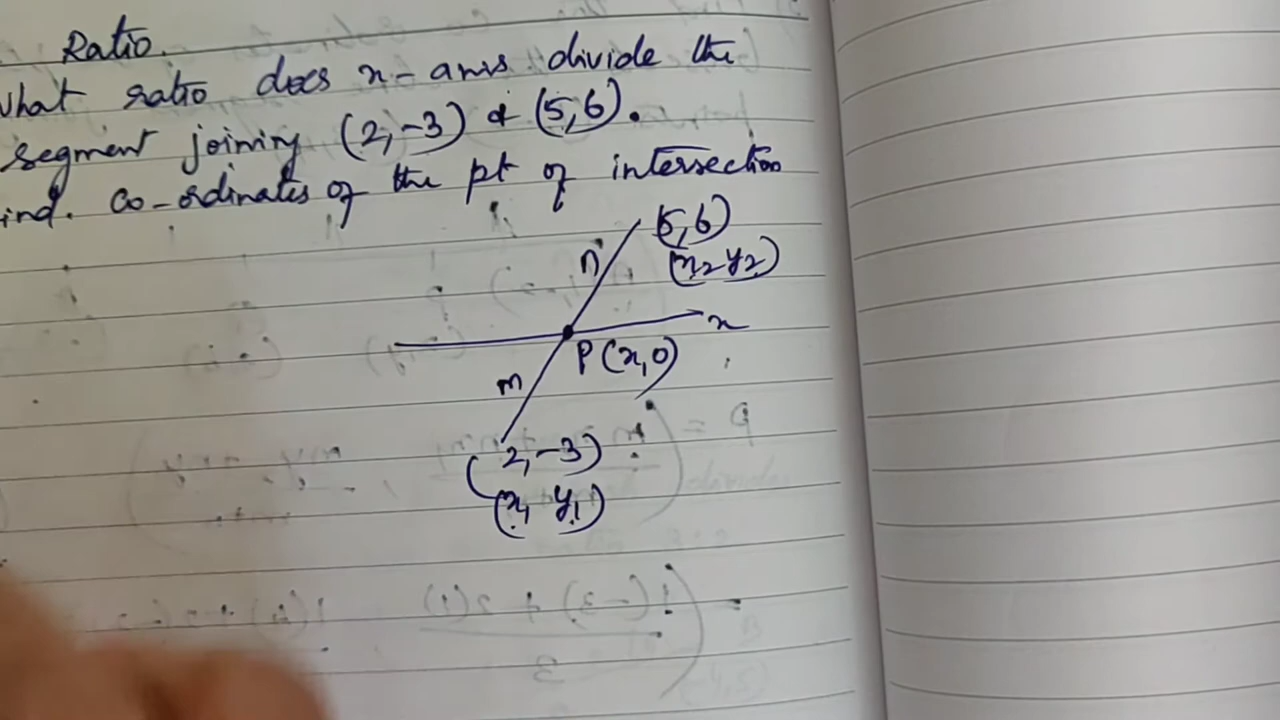 Ratio.
what ratio does x-axis divide the
segment joining (2,-3) & (5,6).
ind. Co-ordinates of the pt of intersection
(5,6)
n
(x₂ y₂)
x
P(x,0)
m
(2,-3)
(x₁ y₁)